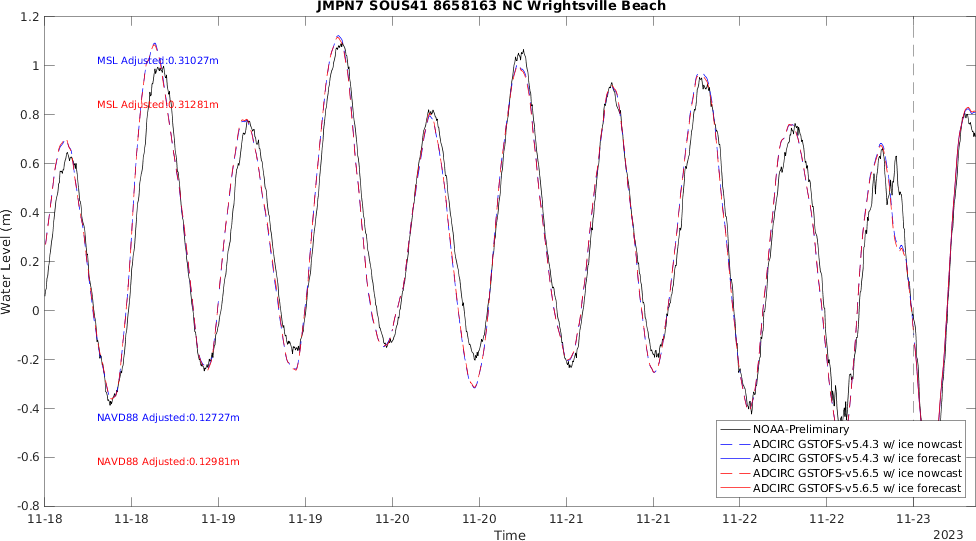 JMPN7 SOUS41 8658163 NC Wrightsville Beach
1.2
1
0.8
0.6
0.4
0.2
0
-0.2
-0.4
-0.6
-0.8
Water Level (m)
MSL Adjusted:0.31027m
MSL Adjusted:0.31281m
NAVD88 Adjusted:0.12727m
NAVD88 Adjusted:0.12981m
NOAA-Preliminary
ADCIRC GSTOFS-v5.4.3 w/ ice nowcast
ADCIRC GSTOFS-v5.4.3 w/ ice forecast
ADCIRC GSTOFS-v5.6.5 w/ ice nowcast
ADCIRC GSTOFS-v5.6.5 w/ ice forecast
11-18 11-18 11-19 11-19 11-20 11-20 11-21 11-21 11-22 11-22 11-23
Time
2023